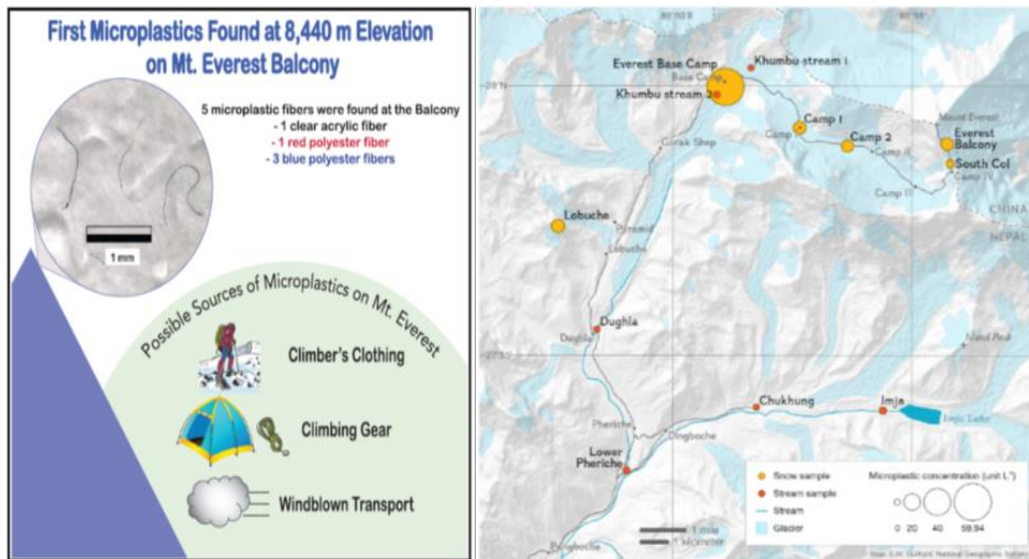 First Microplastics Found at 8,440 m Elevation
on Mt. Everest Balcony
5 microplastic fibers were found at the Balcony
- 1 clear acrylic fiber
- 1 red polyester fiber
- 3 blue polyester fibers
1 mm
Possible Sources of Microplastics on Mt. Everest
Climber's Clothing
Climbing Gear
Windblown Transport
Everest Base Camp
Base Camp
Khumbu stream 1
Khumbu stream 2
28°N
Camp 1
Camp 2
Camp II
Mount Everest
Everest
Balcony
South Col
Camp IV
Camp III
Gorak Shep
CHINA
NEPAL
Lobuche
Pyramid
Lobuche
Dughla
Dughla
Island Peak
Chukhung
Imja
Imja Lake
Pheriche
Dingboche
Lower
Pheriche
Pangboche
1 mile
1 kilometer
Snow sample
Stream sample
Stream
Glacier
Microplastic concentration (unit L⁻¹)
0 20 40 59.94